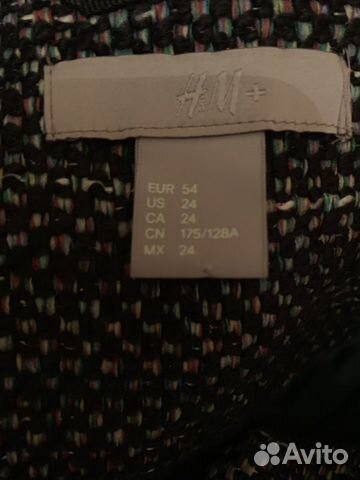 H&M+
EUR 54
US 24
CA 24
CN 175/128A
MX 24
Avito